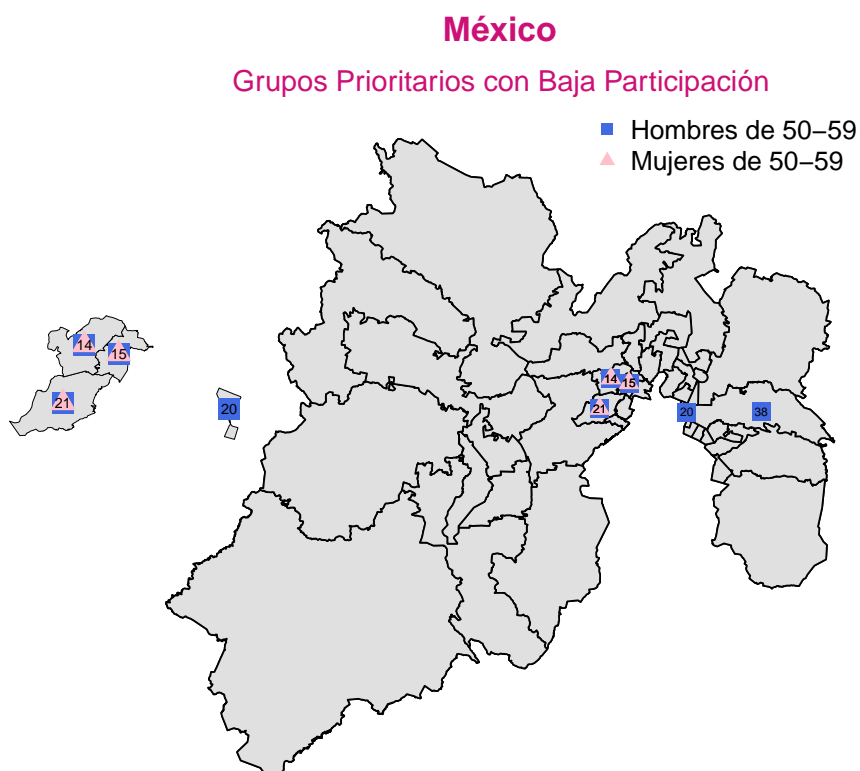 México
Grupos Prioritarios con Baja Participación
Hombres de 50−59
Mujeres de 50−59
14
15
21
20
14
15
21
20
38